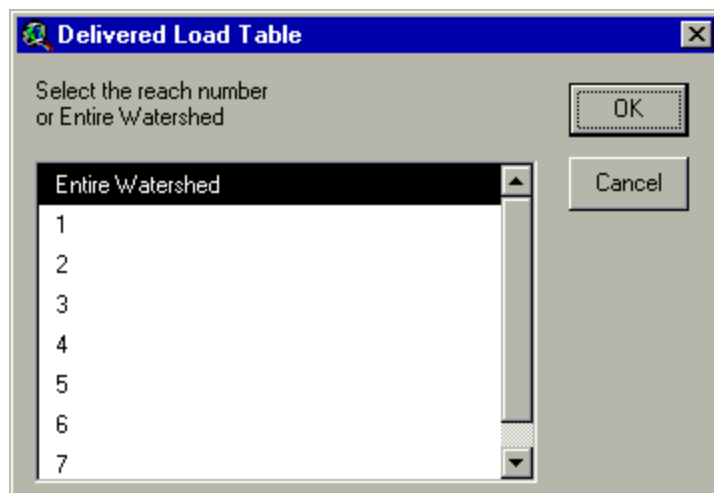 Delivered Load Table
Select the reach number
or Entire Watershed
OK
Cancel
Entire Watershed
1
2
3
4
5
6
7